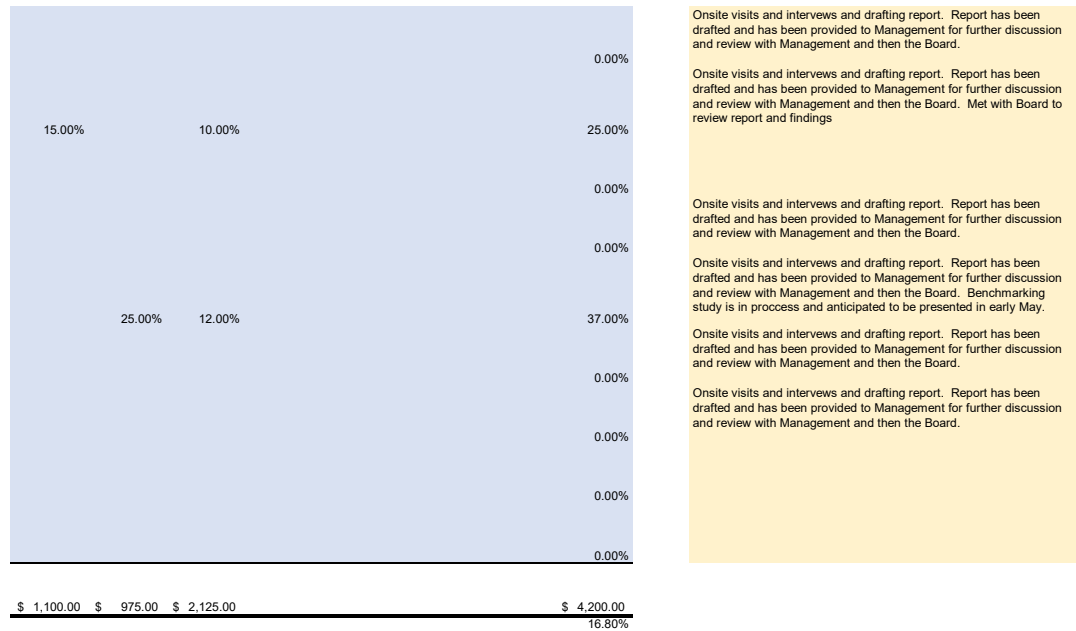 Onsite visits and intervews and drafting report.  Report has been
drafted and has been provided to Management for further discussion
and review with Management and then the Board.
0.00%
Onsite visits and intervews and drafting report.  Report has been
drafted and has been provided to Management for further discussion
and review with Management and then the Board.  Met with Board to
review report and findings
15.00% 10.00% 25.00%
0.00%
Onsite visits and intervews and drafting report.  Report has been
drafted and has been provided to Management for further discussion
and review with Management and then the Board.
0.00%
Onsite visits and intervews and drafting report.  Report has been
drafted and has been provided to Management for further discussion
and review with Management and then the Board.  Benchmarking
study is in proccess and anticipated to be presented in early May.
25.00% 12.00% 37.00%
Onsite visits and intervews and drafting report.  Report has been
drafted and has been provided to Management for further discussion
and review with Management and then the Board.
0.00%
Onsite visits and intervews and drafting report.  Report has been
drafted and has been provided to Management for further discussion
and review with Management and then the Board.
0.00%
0.00%
0.00%
$ 1,100.00 $ 975.00 $ 2,125.00 $ 4,200.00
16.80%